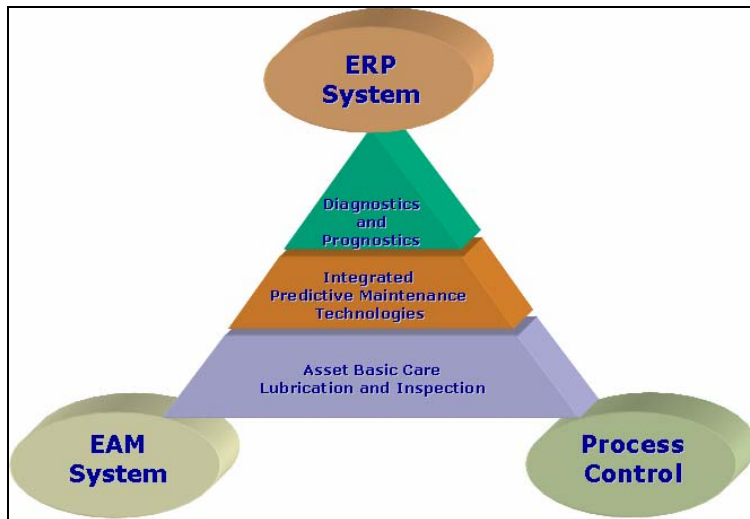 ERP
System
Diagnostics
and
Prognostics
Integrated
Predictive Maintenance
Technologies
Asset Basic Care
Lubrication and Inspection
EAM
System
Process
Control